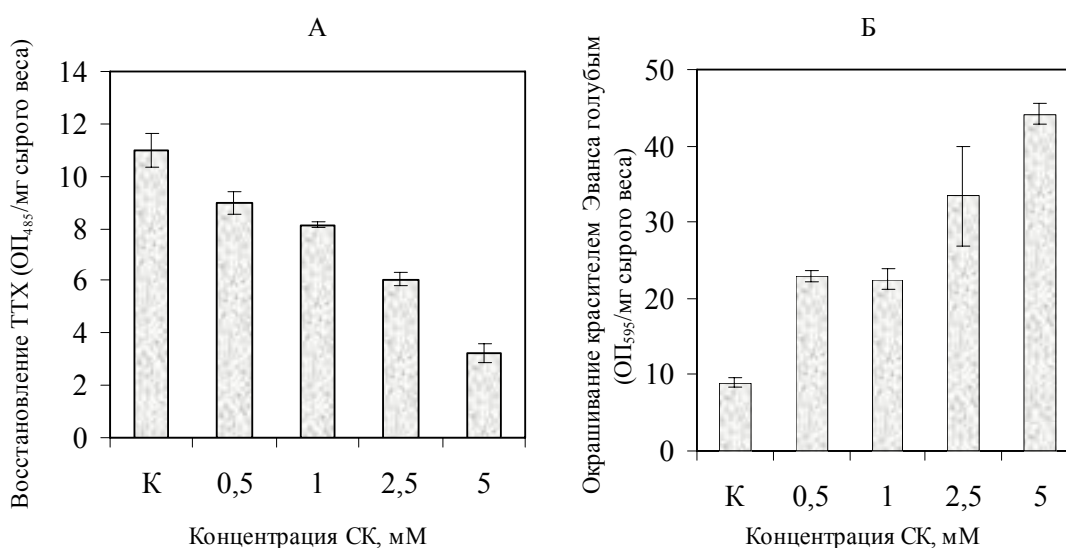 А
Восстановление ТТХ (ОП485/мг сырого веса)
14
12
10
8
6
4
2
0
К 0,5 1 2,5 5
Концентрация СК, мМ
Б
Окрашивание красителем Эванса голубым
(ОП595/мг сырого веса)
50
40
30
20
10
0
К 0,5 1 2,5 5
Концентрация СК, мМ